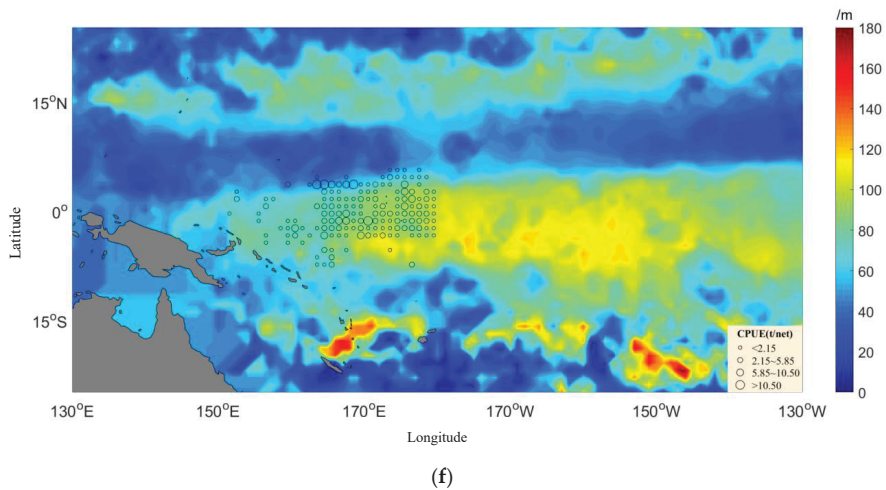 /m
180
160
140
120
100
80
60
40
20
0
15°N
0°
15°S
Latitude
CPUE(t/net)
<2.15
2.15~5.85
5.85~10.50
>10.50
130°E 150°E 170°E 170°W 150°W 130°W
Longitude
(f)